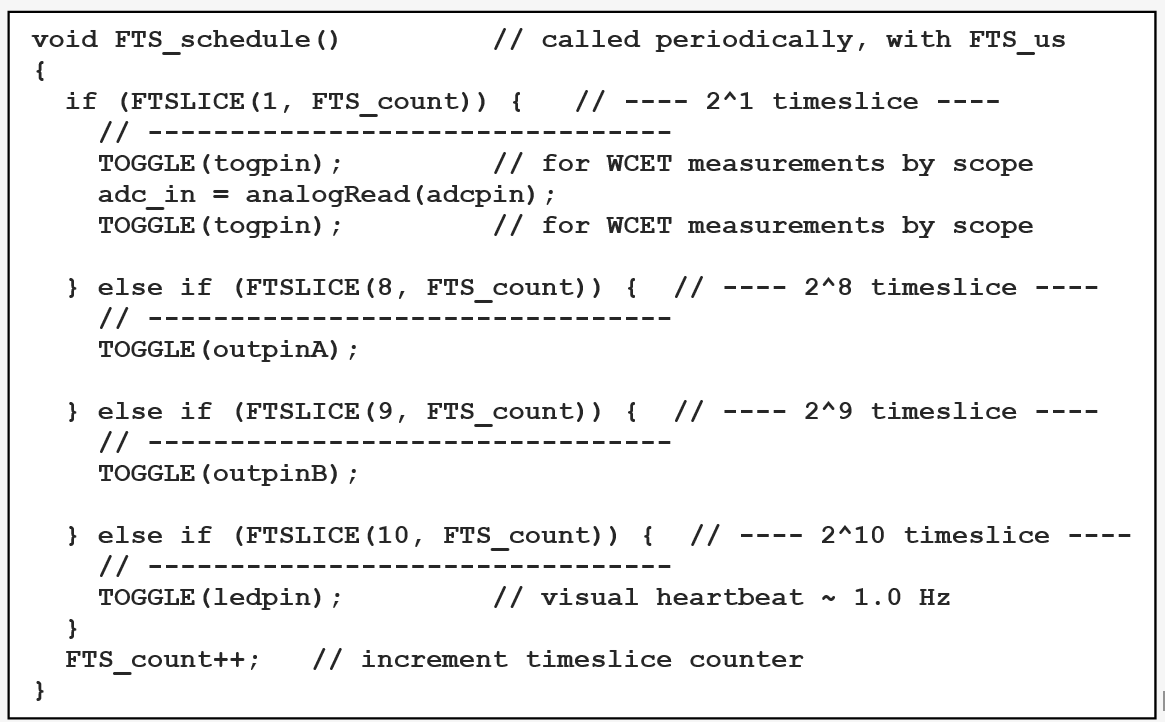 void FTS_schedule()         // called periodically, with FTS_us
{
  if (FTSLICE(1, FTS_count)) {   // ---- 2^1 timeslice ----
    // --------------------------------
    TOGGLE(togpin);         // for WCET measurements by scope
    adc_in = analogRead(adcpin);
    TOGGLE(togpin);         // for WCET measurements by scope

  } else if (FTSLICE(8, FTS_count)) {  // ---- 2^8 timeslice ----
    // --------------------------------
    TOGGLE(outpinA);

  } else if (FTSLICE(9, FTS_count)) {  // ---- 2^9 timeslice ----
    // --------------------------------
    TOGGLE(outpinB);

  } else if (FTSLICE(10, FTS_count)) {  // ---- 2^10 timeslice ----
    // --------------------------------
    TOGGLE(ledpin);         // visual heartbeat ~ 1.0 Hz
  }
  FTS_count++;   // increment timeslice counter
}